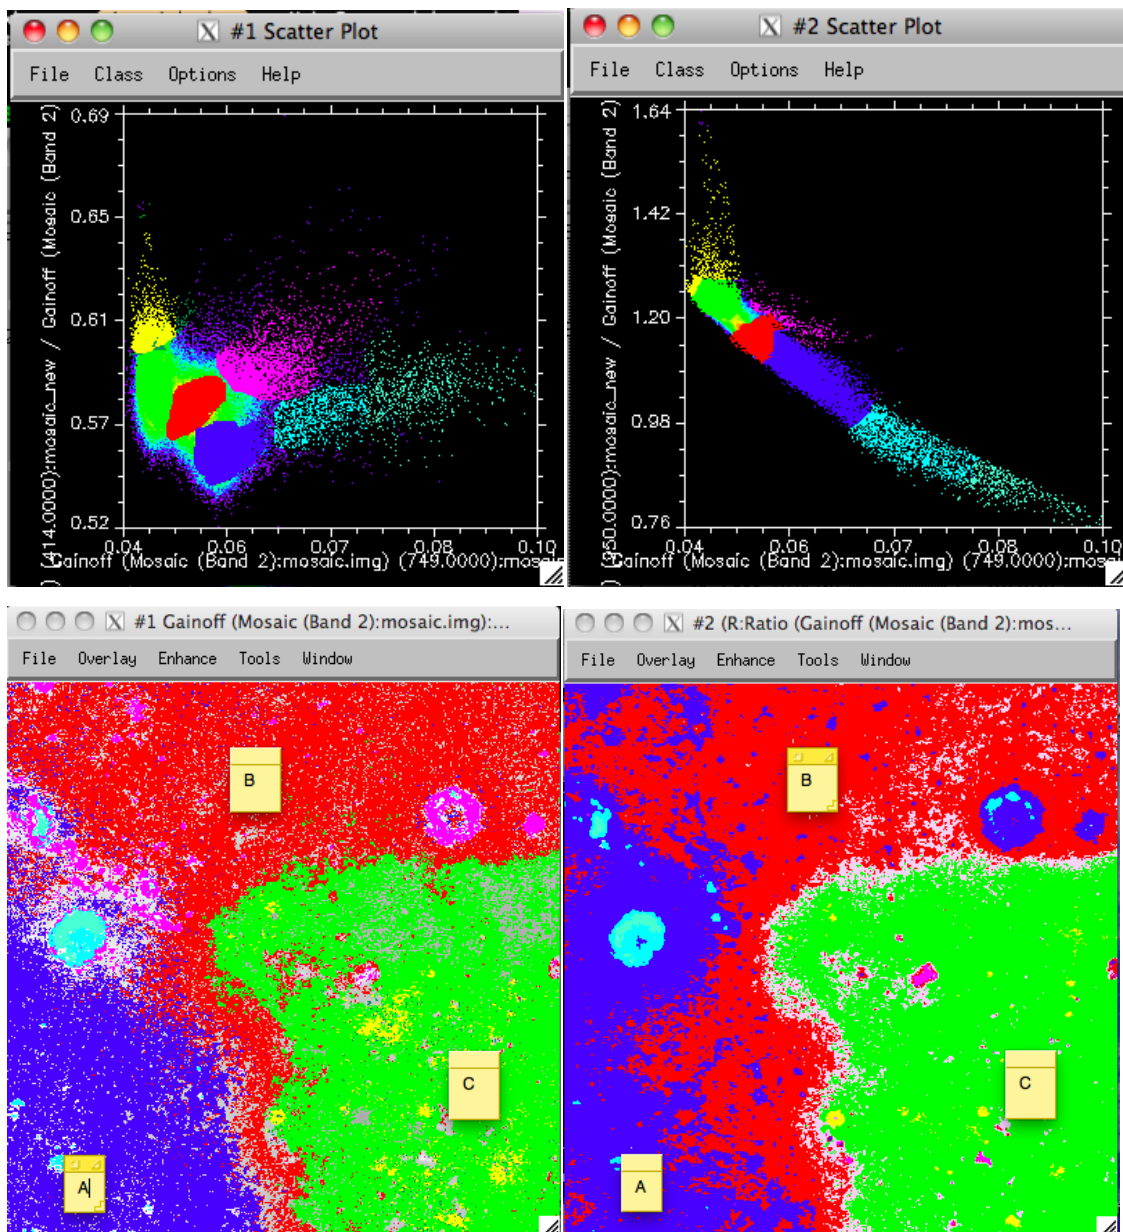 #1 Scatter Plot
File Class Options Help
0.69
0.65
0.61
0.57
0.52
0.04 0.06 0.07 0.09 0.10
) (414.0000):mosaic_new / Gainoff (Mosaic (Band 2)
Gainoff (Mosaic (Band 2):mosaic.img) (749.0000):mosai
#2 Scatter Plot
File Class Options Help
1.64
1.42
1.20
0.98
0.76
0.04 0.06 0.07 0.09 0.10
) (950.0000):mosaic_new / Gainoff (Mosaic (Band 2)
Gainoff (Mosaic (Band 2):mosaic.img) (749.0000):mosai
#1 Gainoff (Mosaic (Band 2):mosaic.img):...
File Overlay Enhance Tools Window
B
C
A
#2 (R:Ratio (Gainoff (Mosaic (Band 2):mos...
File Overlay Enhance Tools Window
B
C
A